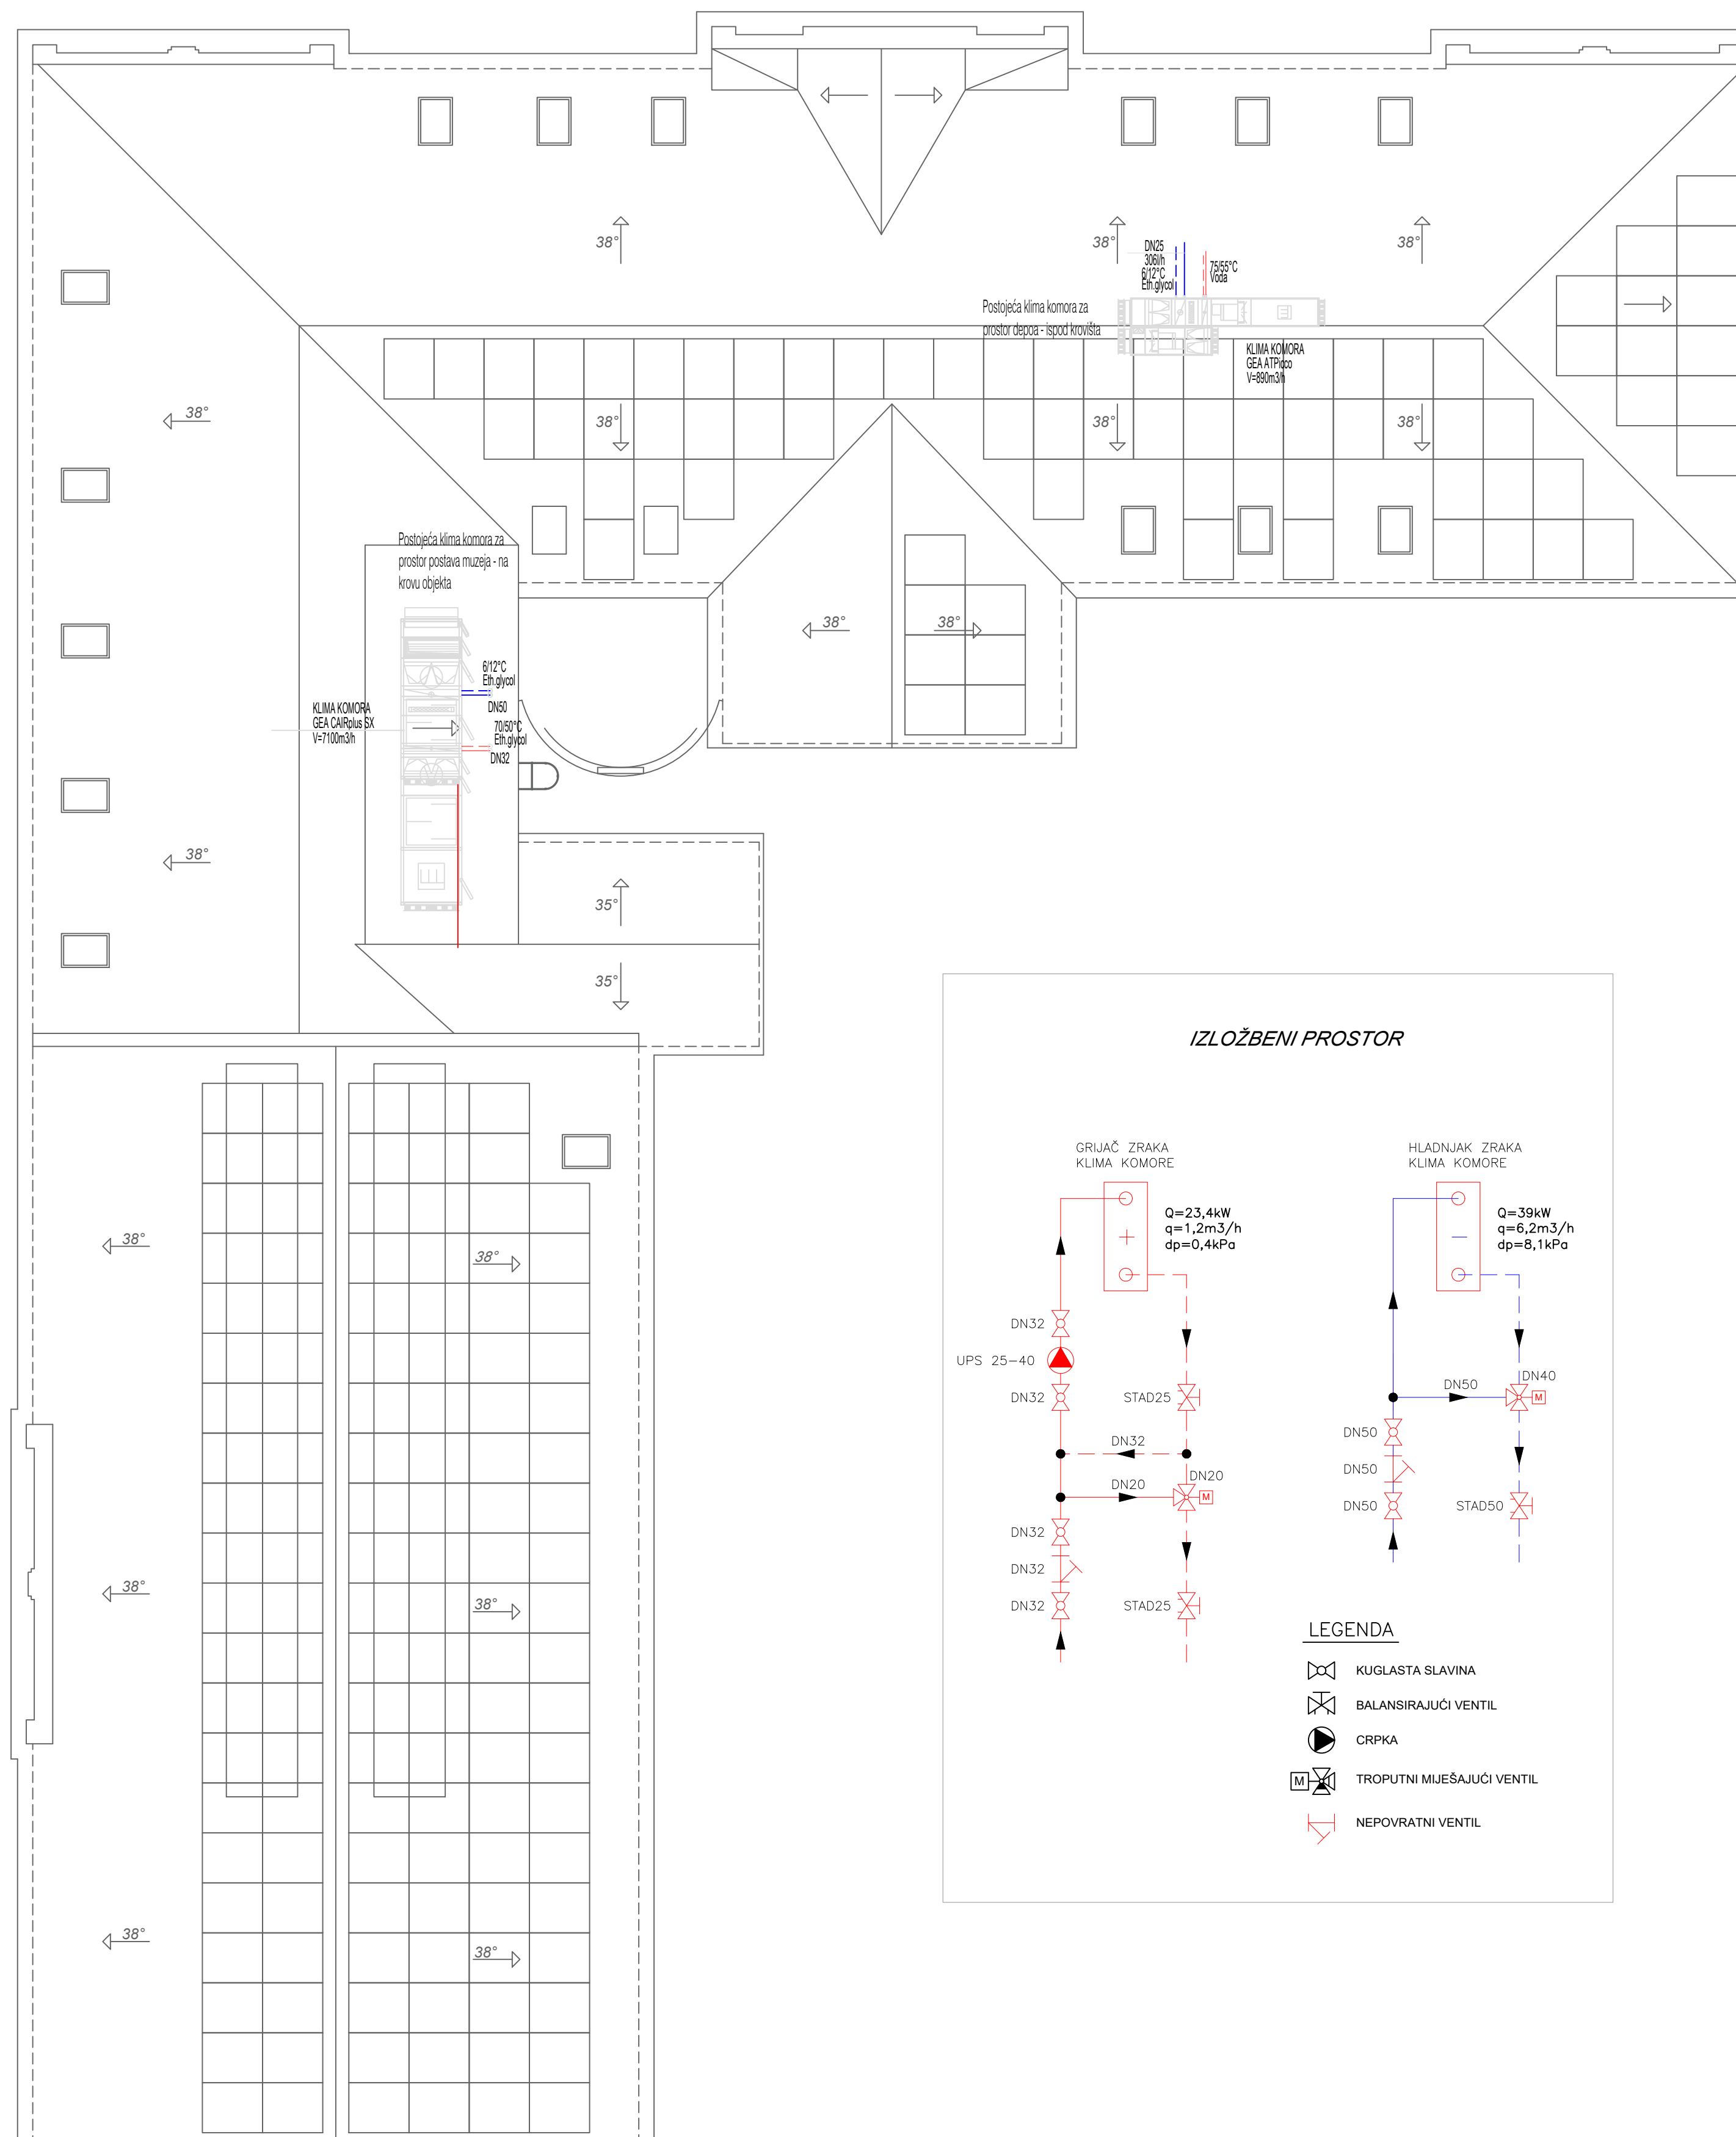 38°
38°
38°
DN25
306l/h
6/12°C
Eth.glycol
75/55°C
Voda
Postojeća klima komora za
prostor depoa - ispod krovišta
KLIMA KOMORA
GEA ATPicco
V=890m3/h
38°
38°
38°
38°
Postojeća klima komora za
prostor postava muzeja - na
krovu objekta
38°
38°
6/12°C
Eth.glycol
DN50
KLIMA KOMORA
GEA CAIRplus SX
V=7100m3/h
70/50°C
Eth.glycol
DN32
38°
35°
35°
IZLOŽBENI PROSTOR
GRIJAČ ZRAKA
KLIMA KOMORE
HLADNJAK ZRAKA
KLIMA KOMORE
Q=23,4kW
q=1,2m3/h
dp=0,4kPa
Q=39kW
q=6,2m3/h
dp=8,1kPa
38°
38°
DN32
UPS 25-40
DN32
STAD25
DN32
DN20
DN20
M
DN32
DN32
DN32
STAD25
DN50
DN40
M
DN50
DN50
DN50
STAD50
38°
38°
LEGENDA
KUGLASTA SLAVINA
BALANSIRAJUĆI VENTIL
CRPKA
M
TROPUTNI MIJEŠAJUĆI VENTIL
NEPOVRATNI VENTIL
38°
38°